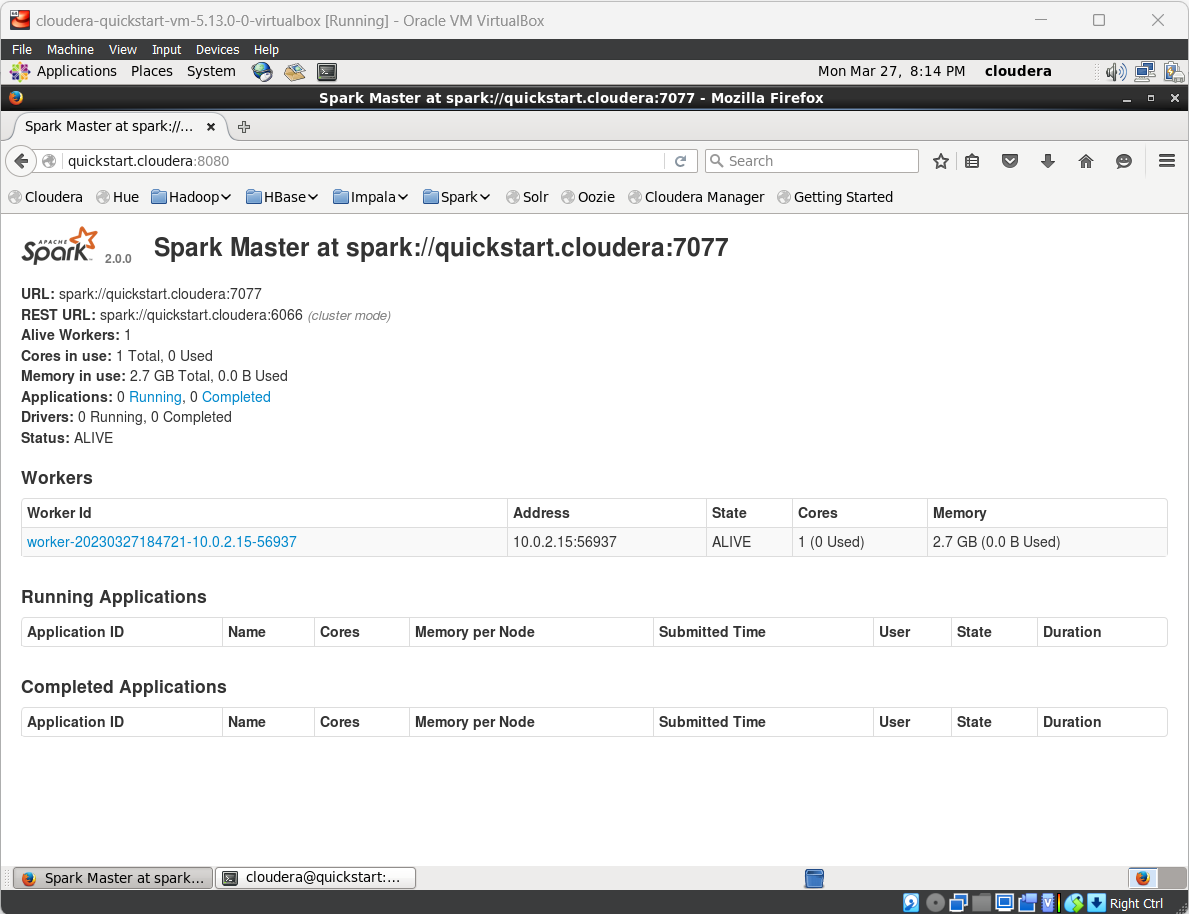 cloudera-quickstart-vm-5.13.0-0-virtualbox [Running] - Oracle VM VirtualBox
File Machine View Input Devices Help
Applications Places System Mon Mar 27, 8:14 PM cloudera
Spark Master at spark://quickstart.cloudera:7077 - Mozilla Firefox
Spark Master at spark://...
quickstart.cloudera:8080 Search
Cloudera Hue Hadoop HBase Impala Spark Solr Oozie Cloudera Manager Getting Started
APACHE Spark 2.0.0 Spark Master at spark://quickstart.cloudera:7077
URL: spark://quickstart.cloudera:7077
REST URL: spark://quickstart.cloudera:6066 (cluster mode)
Alive Workers: 1
Cores in use: 1 Total, 0 Used
Memory in use: 2.7 GB Total, 0.0 B Used
Applications: 0 Running, 0 Completed
Drivers: 0 Running, 0 Completed
Status: ALIVE
Workers
Worker Id Address State Cores Memory
worker-20230327184721-10.0.2.15-56937 10.0.2.15:56937 ALIVE 1 (0 Used) 2.7 GB (0.0 B Used)
Running Applications
Application ID Name Cores Memory per Node Submitted Time User State Duration
Completed Applications
Application ID Name Cores Memory per Node Submitted Time User State Duration
Spark Master at spark... cloudera@quickstart:...
Right Ctrl